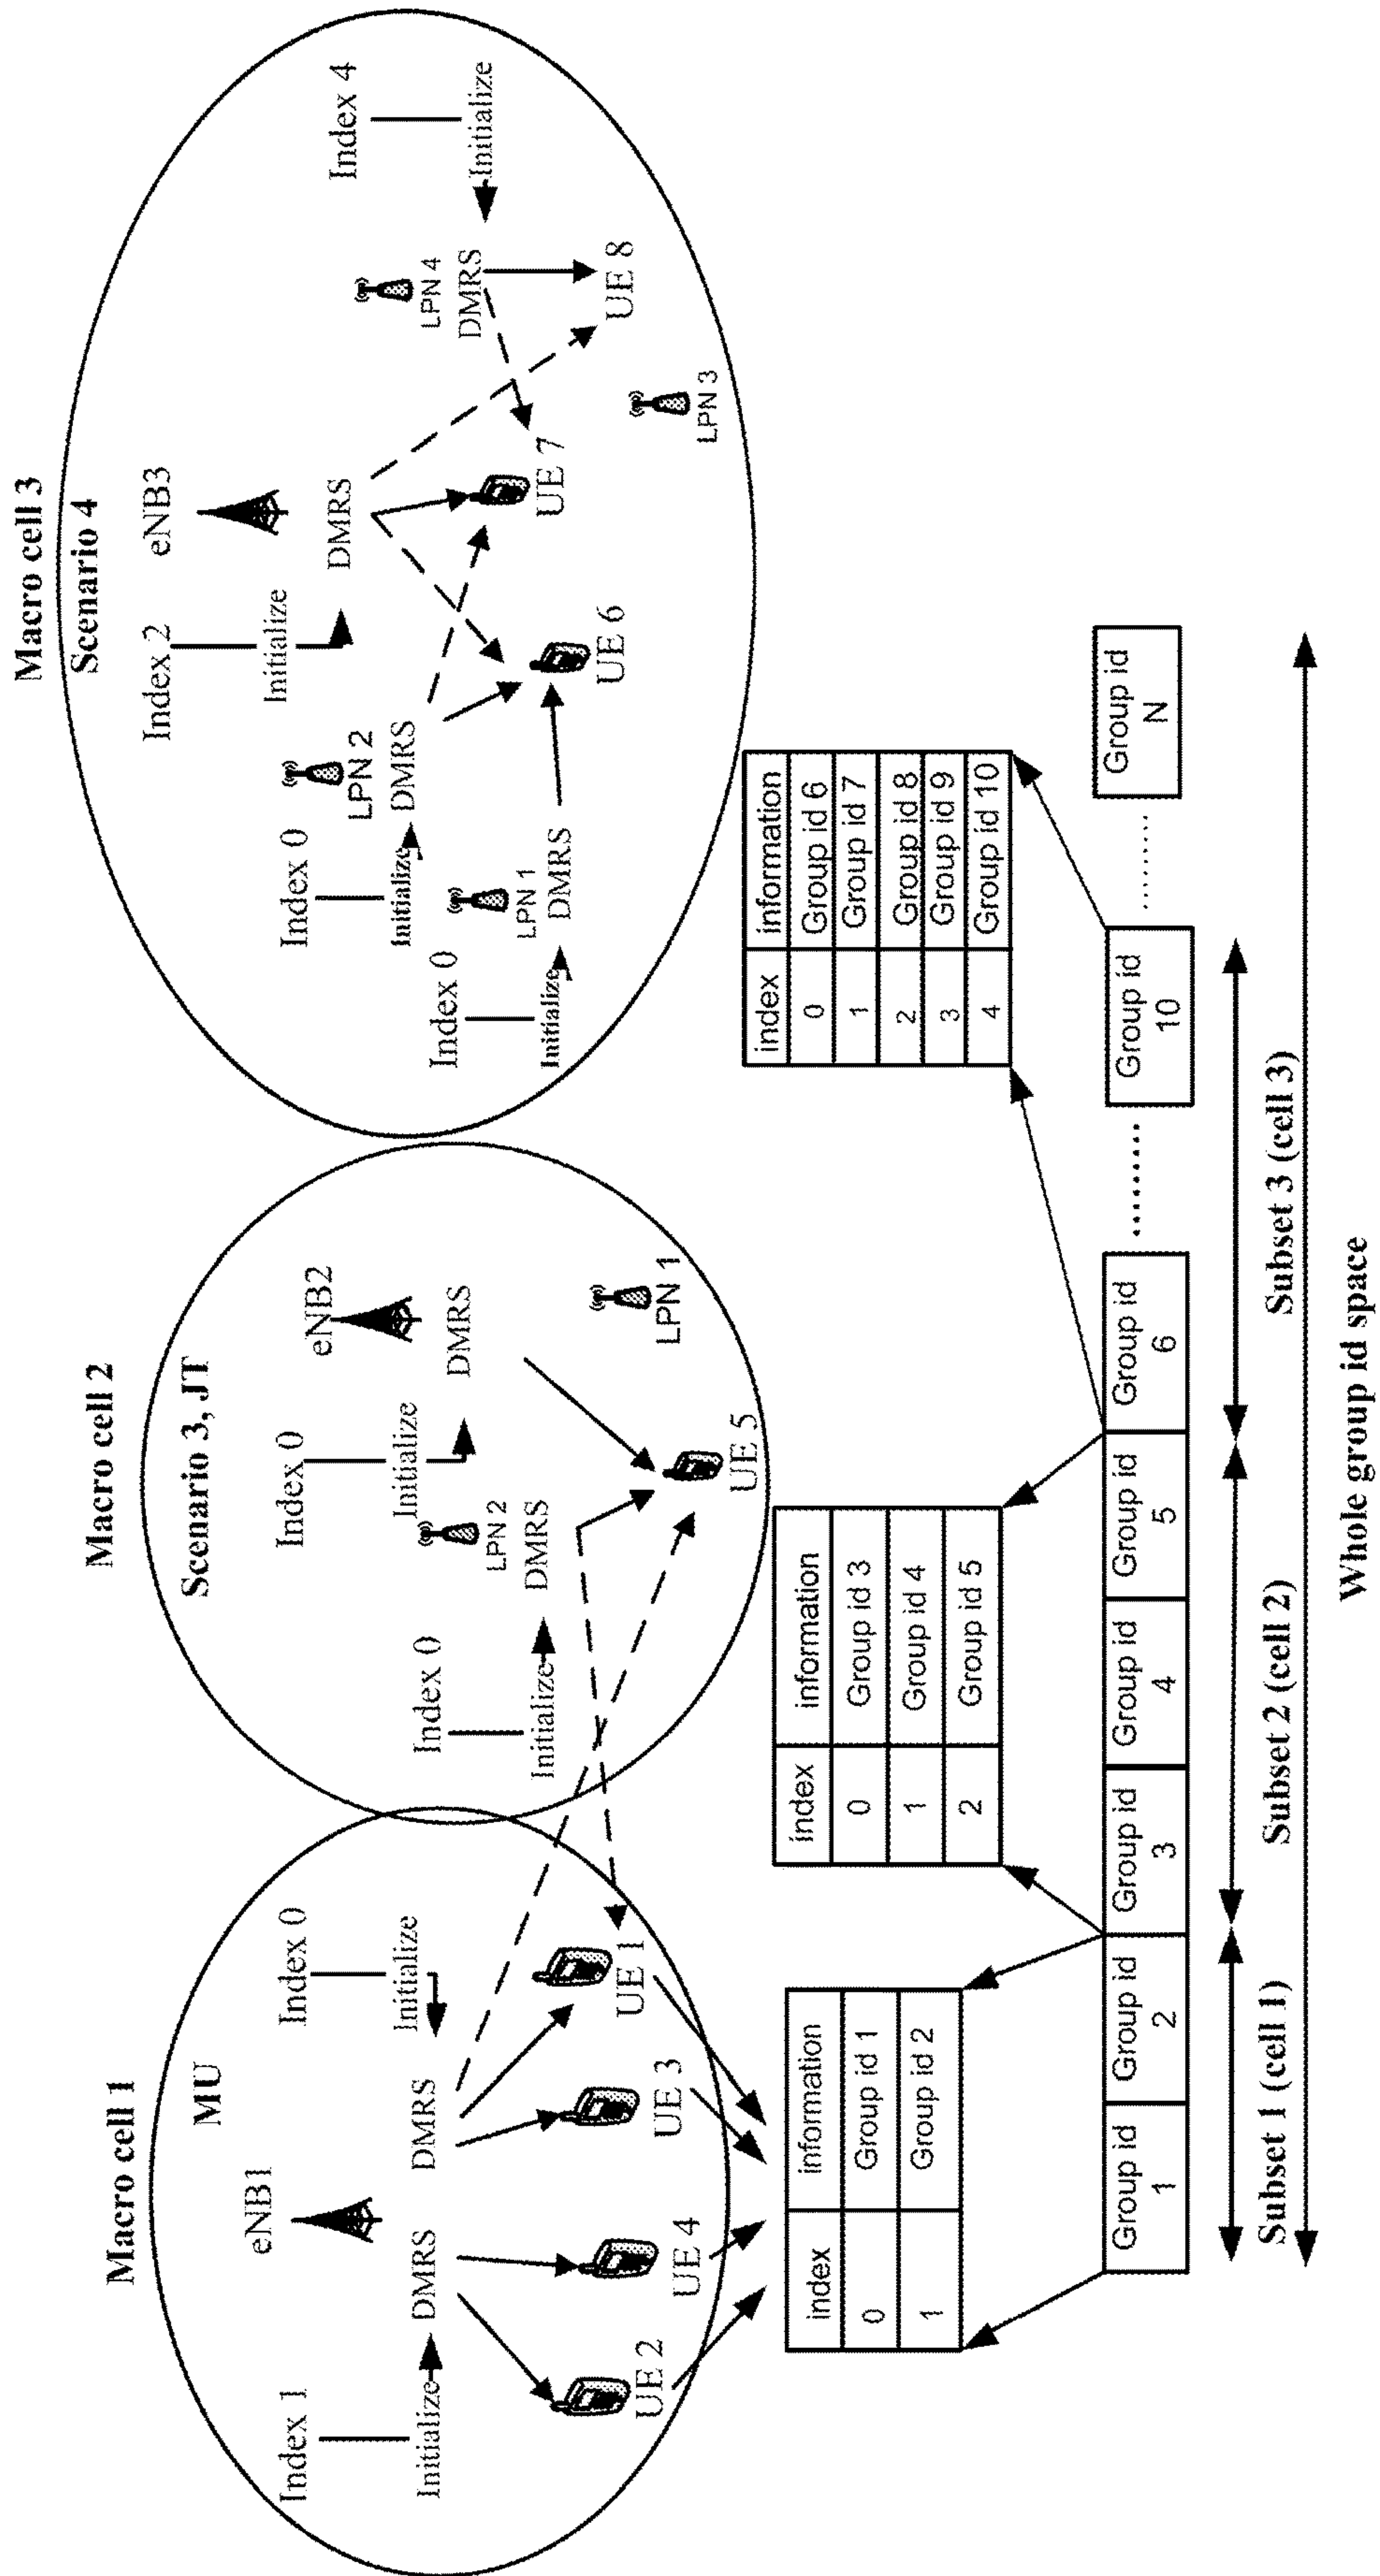 Macro cell 1
MU
eNB1
Index 1
Initialize
DMRS
DMRS
Index 0
Initialize
UE 2
UE 4
UE 3
UE 1
Macro cell 2
Scenario 3, JT
Index 0
Initialize
eNB2
DMRS
LPN 2
DMRS
Index 0
Initialize
LPN 1
UE 5
Macro cell 3
Scenario 4
Index 2
Initialize
eNB3
DMRS
Index 0
Initialize
LPN 2
DMRS
Index 0
Initialize
LPN 1
DMRS
Index 4
Initialize
LPN 4
DMRS
UE 6
UE 7
UE 8
LPN 3
index information
0 Group id 1
1 Group id 2
index information
0 Group id 3
1 Group id 4
2 Group id 5
index information
0 Group id 6
1 Group id 7
2 Group id 8
3 Group id 9
4 Group id 10
Group id
1
Group id
2
Group id
3
Group id
4
Group id
5
Group id
6
........
Group id
10
........
Group id
N
Subset 1 (cell 1)
Subset 2 (cell 2)
Subset 3 (cell 3)
Whole group id space